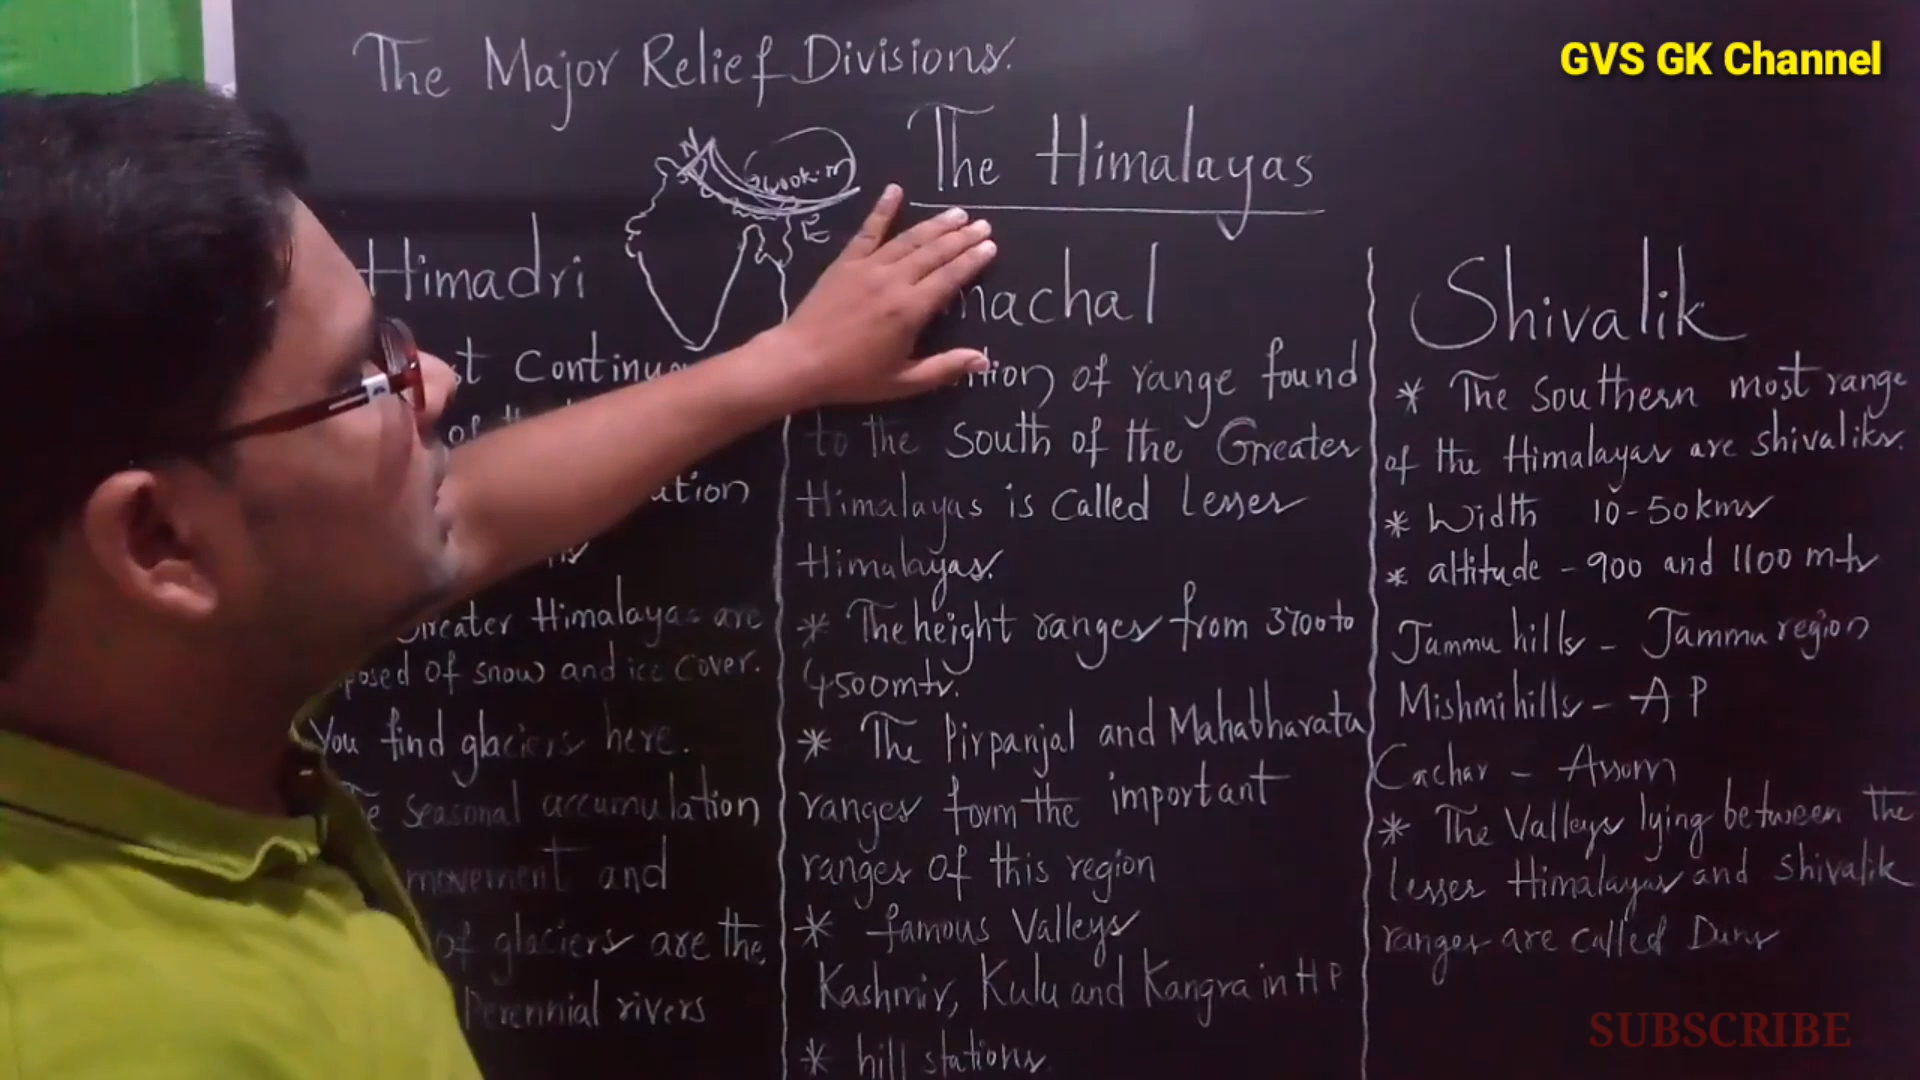 The Major Relief Divisions.
GVS GK Channel
The Himalayas
N
E
Himadri
Continu
of
ation
Greater Himalayas are
posed of snow and ice cover.
You find glaciers here.
seasonal accumulation
movement and
of glaciers are the
Perennial rivers
machal
of range found
to the South of the Greater
Himalayas is called lesser
Himalayas.
* The height ranges from 3700 to
4500mts.
* The Pirpanjal and Mahabharata
ranges form the important
ranges of this region
* famous Valleys
Kashmir, Kulu and Kangra in HP
* hill stations
Shivalik
* The Southern most range
of the Himalayas are shivaliks.
* Width 10-50kms
* altitude - 900 and 1100 mts
Jammu hills - Jammu region
Mishmi hills - AP
Cachar - Assom
* The Valleys lying between the
lesser Himalayas and shivalik
ranges are called Duns
SUBSCRIBE